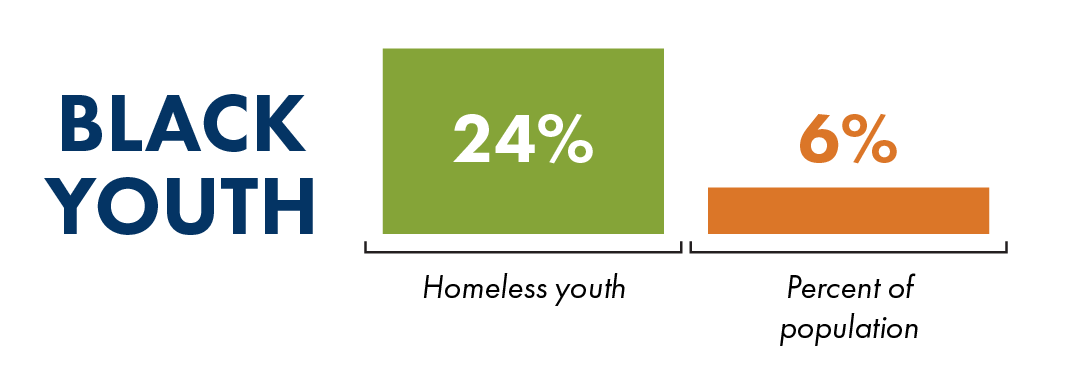 BLACK
YOUTH
24%
Homeless youth
6%
Percent of
population